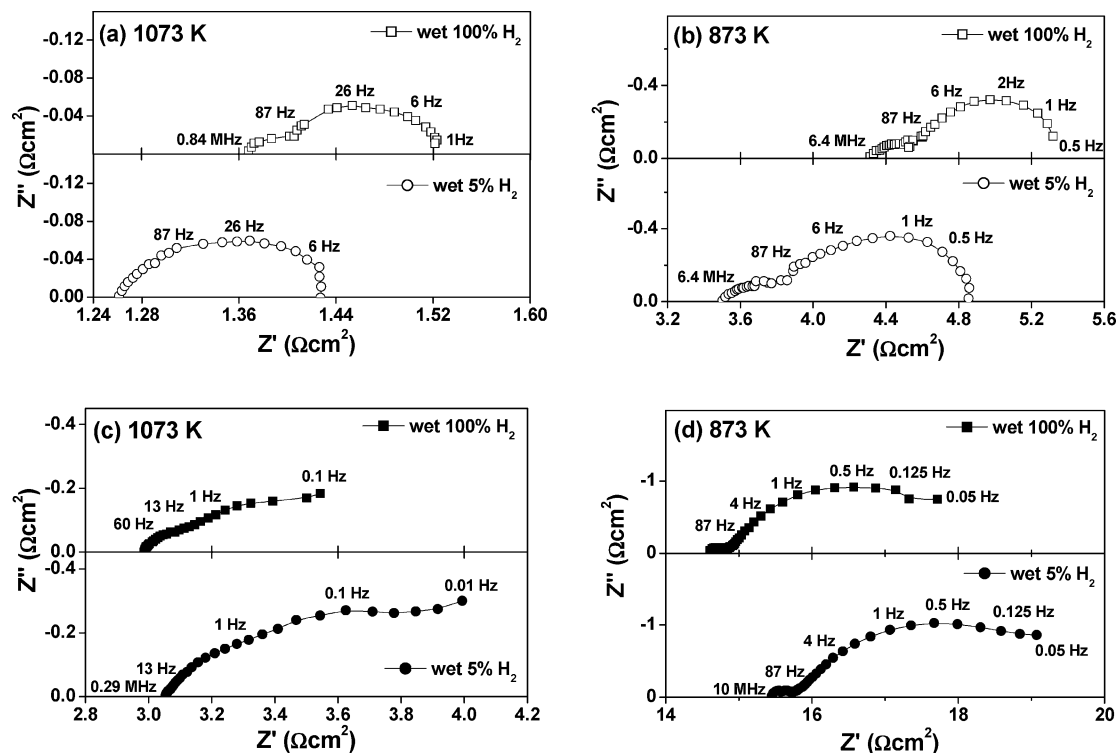 (a) 1073 K
wet 100% H2
-0.12
-0.08
-0.04
0.84 MHz
87 Hz
26 Hz
6 Hz
1Hz
wet 5% H2
-0.12
-0.08
-0.04
0.00
87 Hz
26 Hz
6 Hz
1.24 1.28 1.36 1.44 1.52 1.60
Z' (Ωcm2)
Z'' (Ωcm2)
(b) 873 K
wet 100% H2
-0.4
0.0
6.4 MHz
87 Hz
6 Hz
2Hz
1 Hz
0.5 Hz
wet 5% H2
-0.4
0.0
6.4 MHz
87 Hz
6 Hz
1 Hz
0.5 Hz
3.2 3.6 4.0 4.4 4.8 5.2 5.6
Z' (Ωcm2)
Z'' (Ωcm2)
(c) 1073 K
wet 100% H2
-0.4
-0.2
0.0
60 Hz
13 Hz
1 Hz
0.1 Hz
-0.4
-0.2
0.0
0.29 MHz
13 Hz
1 Hz
0.1 Hz
0.01 Hz
wet 5% H2
2.8 3.0 3.2 3.4 3.6 3.8 4.0 4.2
Z' (Ωcm2)
Z'' (Ωcm2)
(d) 873 K
wet 100% H2
-1
0
87 Hz
4 Hz
1 Hz
0.5 Hz
0.125 Hz
0.05 Hz
wet 5% H2
-1
0
10 MHz
87 Hz
4 Hz
1 Hz
0.5 Hz
0.125 Hz
0.05 Hz
14 16 17 18 19 20
Z' (Ωcm2)
Z'' (Ωcm2)